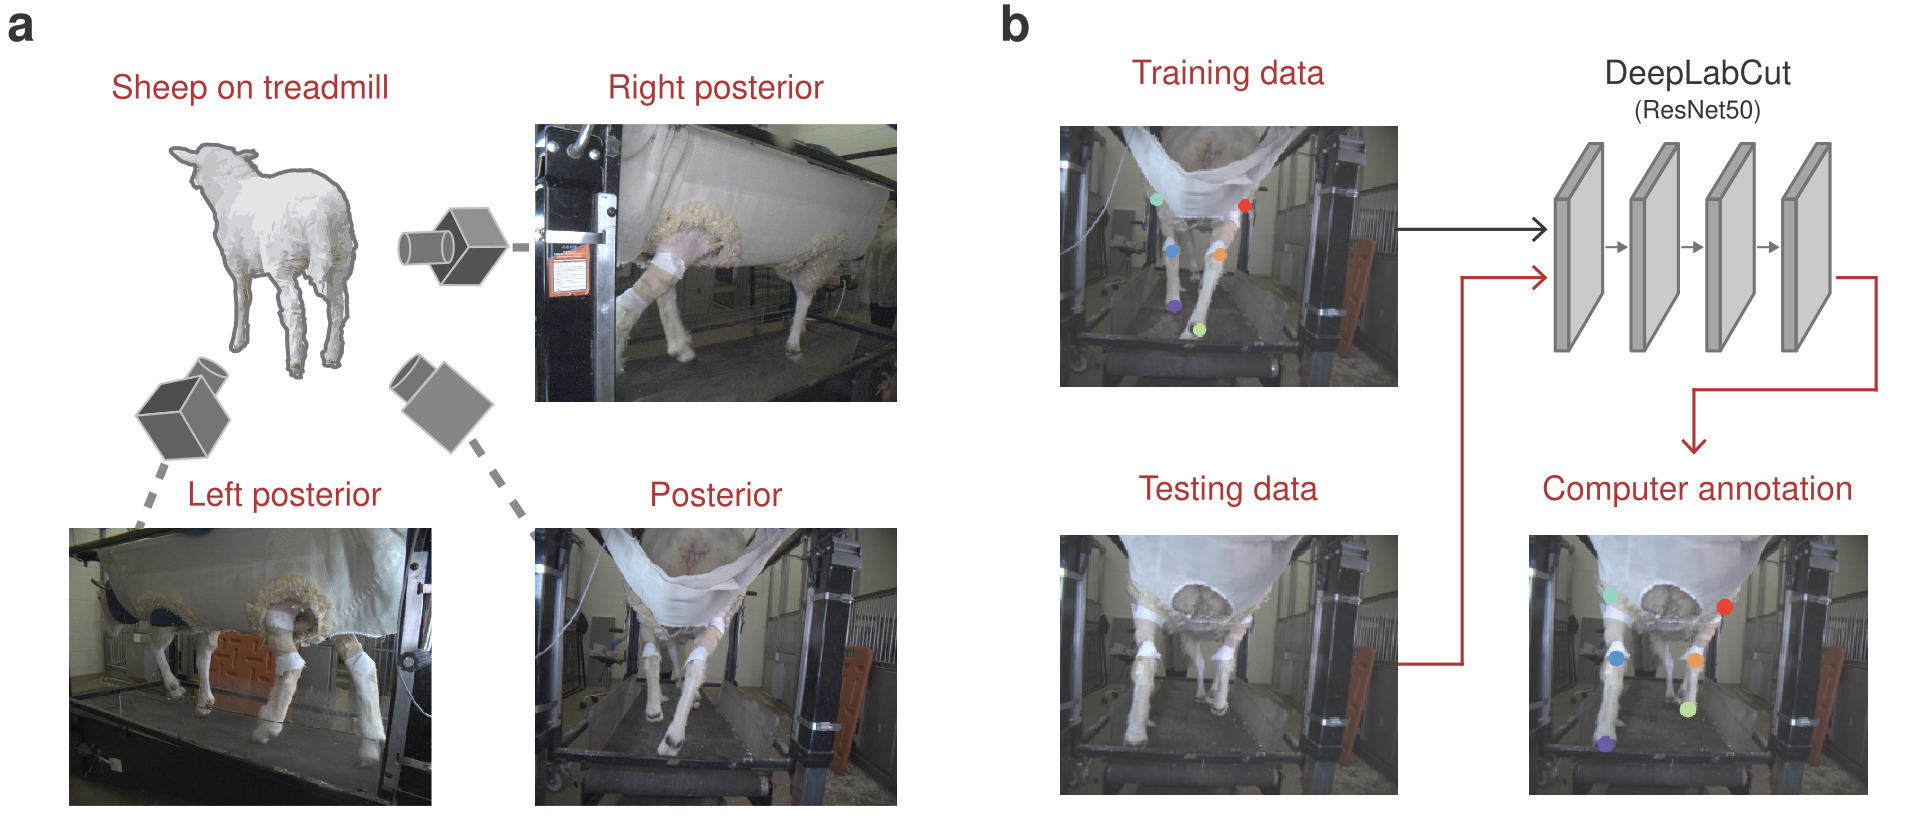 a
Sheep on treadmill
Right posterior
Left posterior
Posterior
b
Training data
DeepLabCut
(ResNet50)
Testing data
Computer annotation